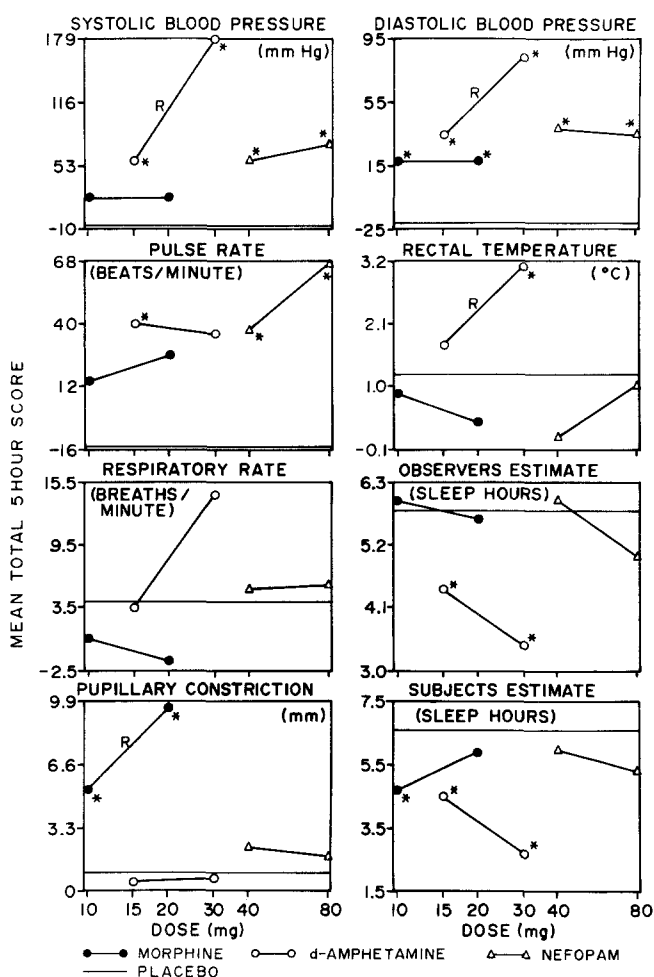 SYSTOLIC BLOOD PRESSURE
179
(mm Hg)
116
R
*
*
53
*
*
-10
DIASTOLIC BLOOD PRESSURE
95
(mm Hg)
*
55
R
*
*
*
15
*
*
-25
PULSE RATE
68
(BEATS/MINUTE)
*
40
*
*
12
-16
RECTAL TEMPERATURE
3.2
(°C)
*
R
2.1
1.0
-0.1
RESPIRATORY RATE
15.5
(BREATHS/
MINUTE)
9.5
3.5
-2.5
OBSERVERS ESTIMATE
6.3
(SLEEP HOURS)
5.2
*
4.1
*
3.0
PUPILLARY CONSTRICTION
9.9
(mm)
R
*
6.6
*
3.3
0
10 15 20 30 40 80
DOSE (mg)
SUBJECTS ESTIMATE
7.5
(SLEEP HOURS)
5.5
*
*
3.5
*
1.5
10 15 20 30 40 80
DOSE (mg)
MEAN TOTAL 5HOUR SCORE
MORPHINE d-AMPHETAMINE NEFOPAM
PLACEBO